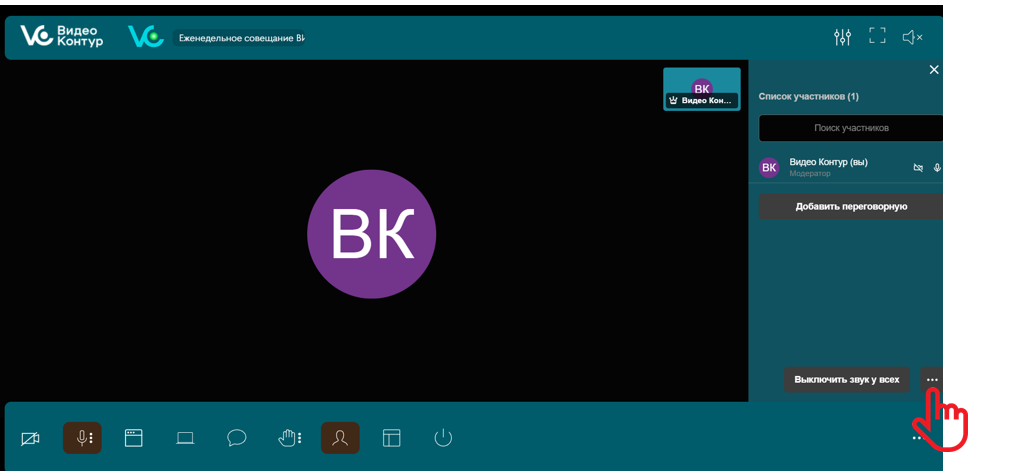 Видео
Контур
Еженедельное совещание
ВК
Видео Кон...
Список участников (1)
Поиск участников
ВК
Видео Контур (вы)
Модератор
Добавить переговорную
ВК
Выключить звук у всех